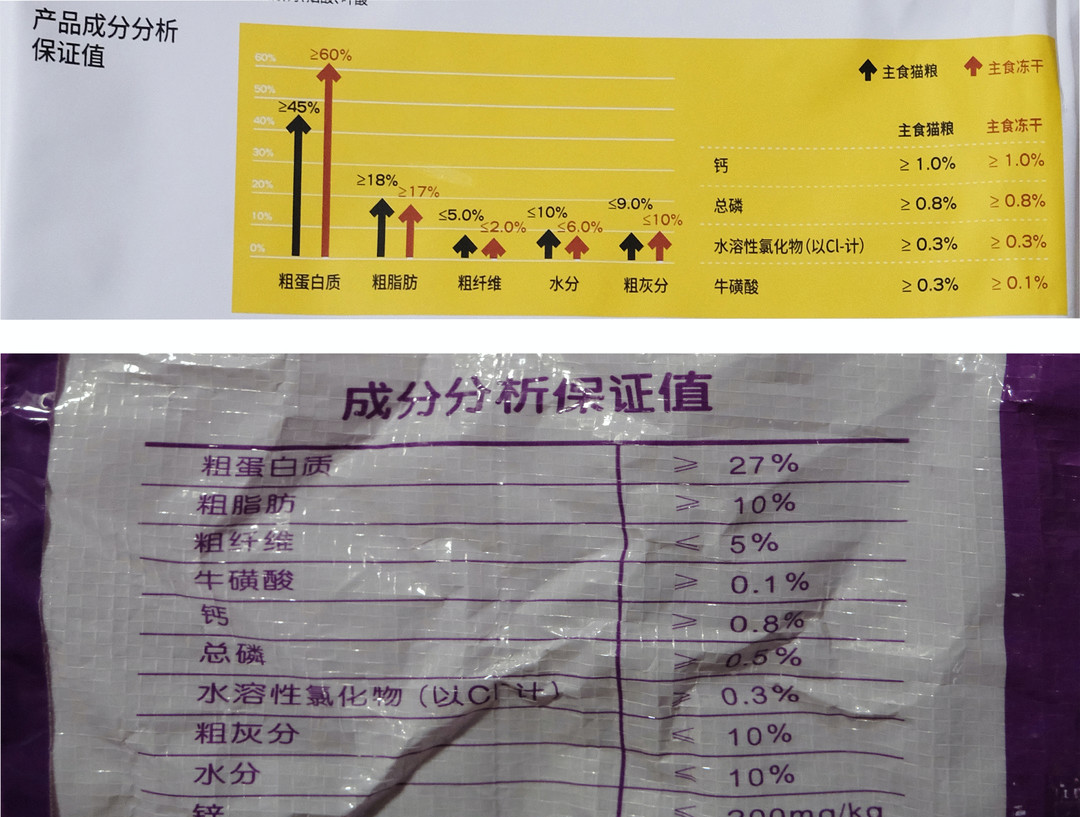 产品成分分析
保证值
60%
50%
40%
30%
20%
10%
0%
≥45%
≥60%
≥18%
≥17%
≤5.0%
≤2.0%
≤10%
≤6.0%
≤9.0%
≤10%
粗蛋白质 粗脂肪 粗纤维 水分 粗灰分
主食猫粮 主食冻干
主食猫粮 主食冻干
钙 ≥ 1.0% ≥ 1.0%
总磷 ≥ 0.8% ≥ 0.8%
水溶性氯化物(以Cl-计) ≥ 0.3% ≥ 0.3%
牛磺酸 ≥ 0.3% ≥ 0.1%
成分分析保证值
粗蛋白质 ≥ 27%
粗脂肪 ≥ 10%
粗纤维 ≤ 5%
牛磺酸 ≥ 0.1%
钙 ≥ 0.8%
总磷 ≥ 0.5%
水溶性氯化物（以Cl⁻计） ≥ 0.3%
粗灰分 ≤ 10%
水分 ≤ 10%
锌 ≤